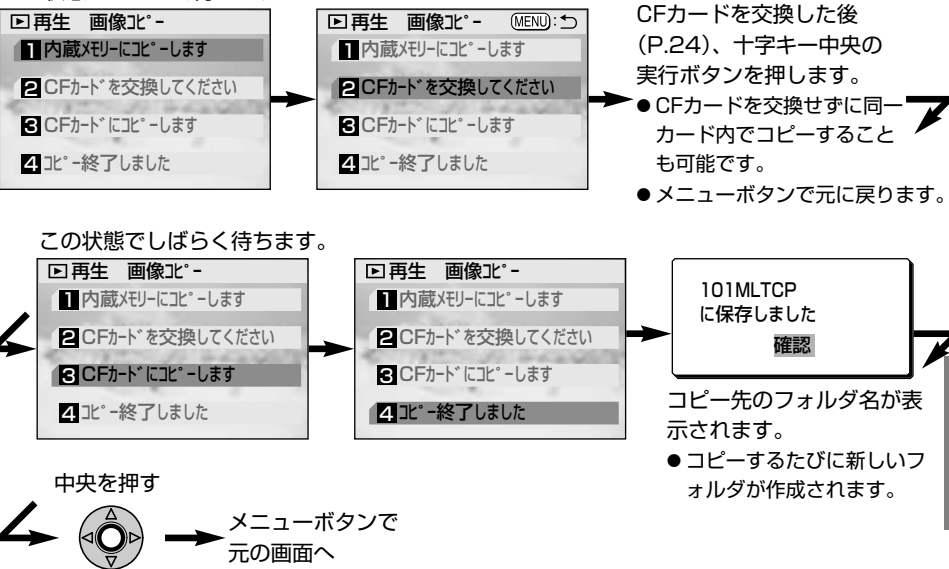 再生 画像ｺﾋﾟｰ
1 内蔵ﾒﾓﾘｰにｺﾋﾟｰします
2 CFｶｰﾄﾞを交換してください
3 CFｶｰﾄﾞにｺﾋﾟｰします
4 ｺﾋﾟｰ終了しました
再生 画像ｺﾋﾟｰ MENU:
1 内蔵ﾒﾓﾘｰにｺﾋﾟｰします
2 CFｶｰﾄﾞを交換してください
3 CFｶｰﾄﾞにｺﾋﾟｰします
4 ｺﾋﾟｰ終了しました
CFカードを交換した後
（P.24）、十字キー中央の
実行ボタンを押します。
● CFカードを交換せずに同一
カード内でコピーすること
も可能です。
● メニューボタンで元に戻ります。
この状態でしばらく待ちます。
再生 画像ｺﾋﾟｰ
1 内蔵ﾒﾓﾘｰにｺﾋﾟｰします
2 CFｶｰﾄﾞを交換してください
3 CFｶｰﾄﾞにｺﾋﾟｰします
4 ｺﾋﾟｰ終了しました
再生 画像ｺﾋﾟｰ
1 内蔵ﾒﾓﾘｰにｺﾋﾟｰします
2 CFｶｰﾄﾞを交換してください
3 CFｶｰﾄﾞにｺﾋﾟｰします
4 ｺﾋﾟｰ終了しました
101MLTCP
に保存しました
確認
コピー先のフォルダ名が表
示されます。
● コピーするたびに新しいフ
ォルダが作成されます。
中央を押す
メニューボタンで
元の画面へ